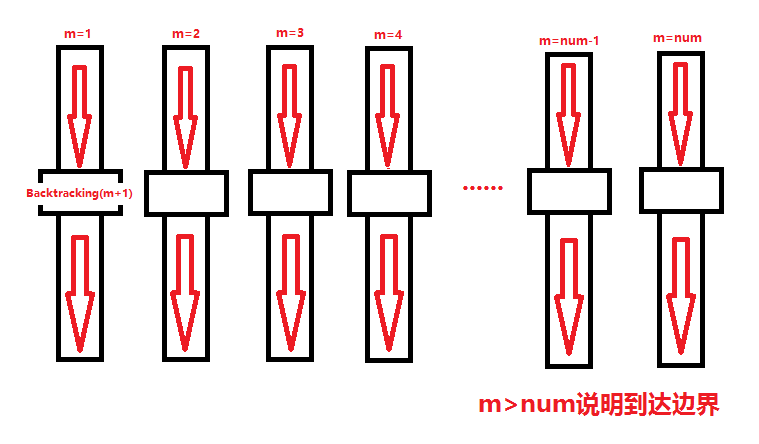 m=1
m=2
m=3
m=4
m=num-1
m=num
Backtracking(m+1)
······
m>num说明到达边界